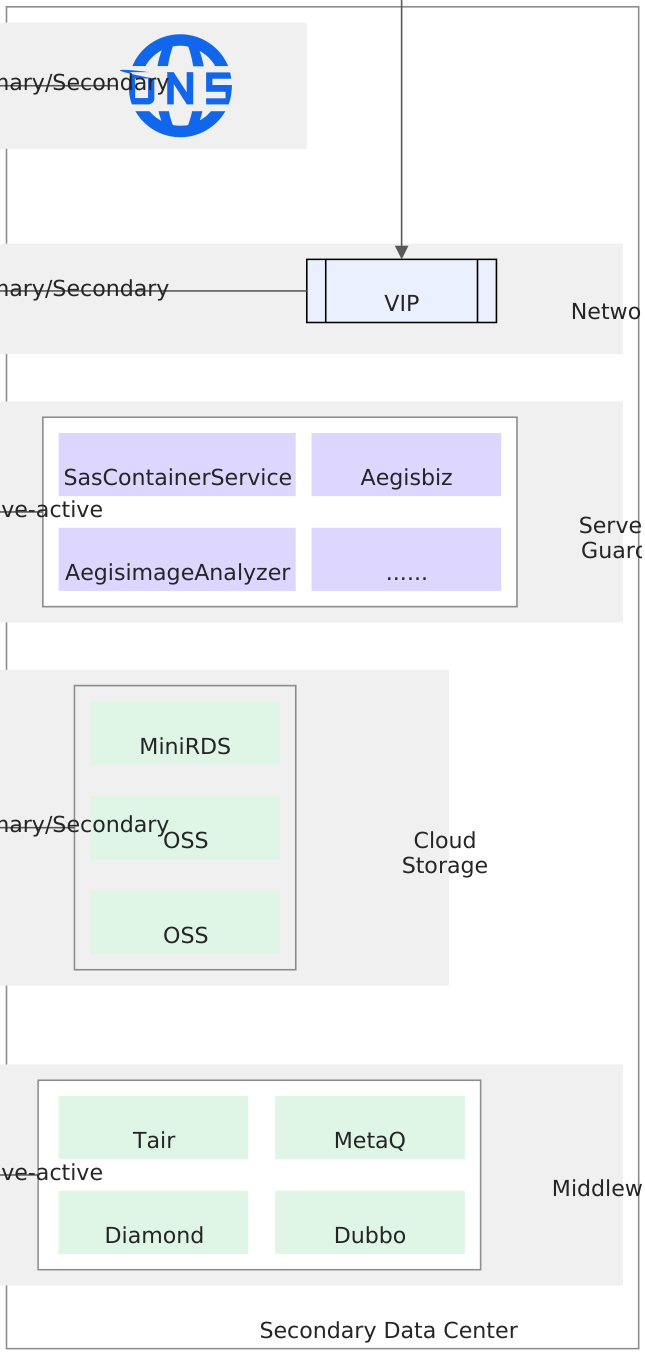 nary/Secondary
DNS
nary/Secondary
VIP
Netwo
SasContainerService
Aegisbiz
ve-active
Serve
Guard
AegisimageAnalyzer
......
MiniRDS
nary/Secondary
OSS
Cloud
Storage
OSS
Tair
MetaQ
ve-active
Middlew
Diamond
Dubbo
Secondary Data Center